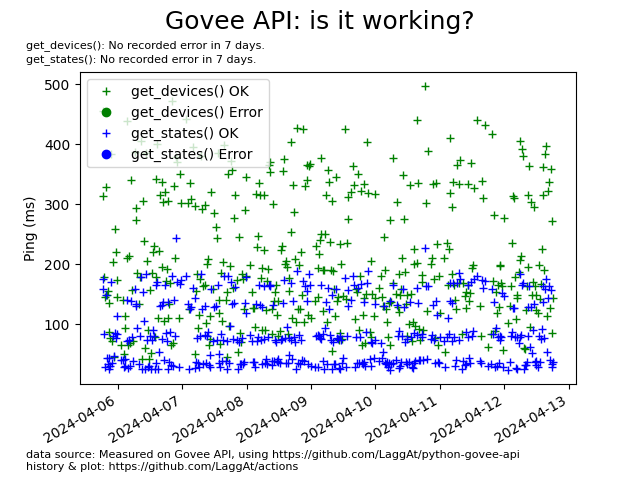 Govee API: is it working?
get_devices(): No recorded error in 7 days.
get_states(): No recorded error in 7 days.
get_devices() OK
get_devices() Error
get_states() OK
get_states() Error
500
400
300
200
100
Ping (ms)
2024-04-06
2024-04-07
2024-04-08
2024-04-09
2024-04-10
2024-04-11
2024-04-12
2024-04-13
data source: Measured on Govee API, using https://github.com/LaggAt/python-govee-api
history & plot: https://github.com/LaggAt/actions